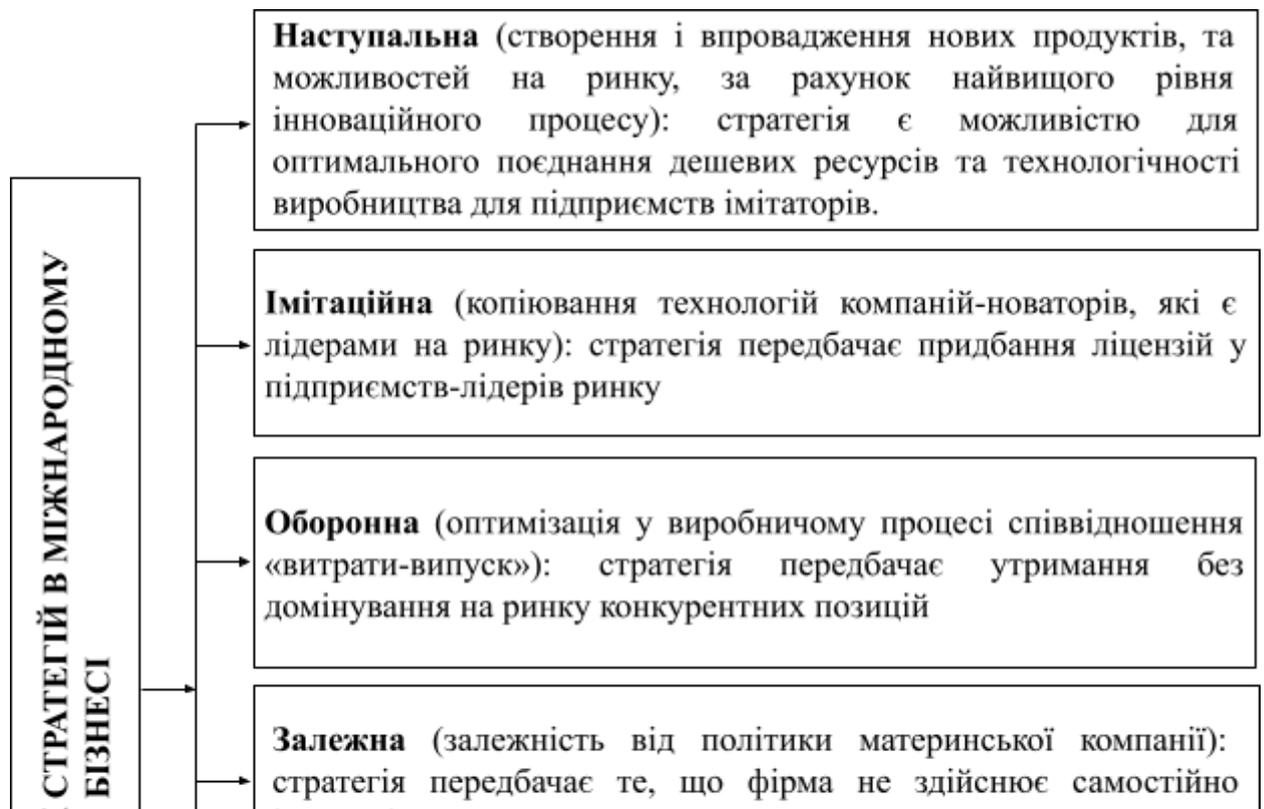 СТРАТЕГІЙ В МІЖНАРОДНОМУ
БІЗНЕСІ
Наступальна (створення і впровадження нових продуктів, та
можливостей на ринку, за рахунок найвищого рівня
інноваційного процесу): стратегія є можливістю для
оптимального поєднання дешевих ресурсів та технологічності
виробництва для підприємств імітаторів.
Імітаційна (копіювання технологій компаній-новаторів, які є
лідерами на ринку): стратегія передбачає придбання ліцензій у
підприємств-лідерів ринку
Оборонна (оптимізація у виробничому процесі співвідношення
«витрати-випуск»): стратегія передбачає утримання без
домінування на ринку конкурентних позицій
Залежна (залежність від політики материнської компанії):
стратегія передбачає те, що фірма не здійснює самостійно